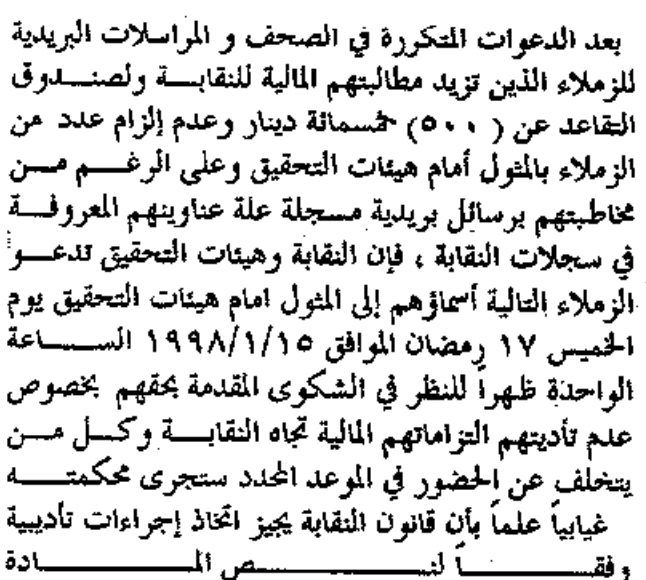 بعد الدعوات المتكررة في الصحف و المراسلات البريدية
للزملاء الذين تزيد مطالبتهم المالية للنقابة ولصندوق
التقاعد عن ( ٥٠٠) خمسمائة دينار وعدم إلزام عدد من
الزملاء بالمثول أمام هيئات التحقيق وعلى الرغم من
مخاطبتهم برسائل بريدية مسجلة علة عناوينهم المعروفة
في سجلات النقابة ، فإن النقابة وهيئات التحقيق تدعو
الزملاء التالية أسماؤهم إلى المثول امام هيئات التحقيق يوم
الخميس ١٧ رمضان الموافق ١٩٩٨/١/١٥ الساعة
الواحدة ظهراً للنظر في الشكوى المقدمة بحقهم بخصوص
علم تأديتهم التزاماتهم المالية تجاه النقابة وكل من
يتخلف عن الحضور في الموعد المحدد ستجرى محكمته
غيابياً علماً بأن قانون النقابة يجيز اتخاذ إجراءات تأديبية
وفقاً لنص المادة